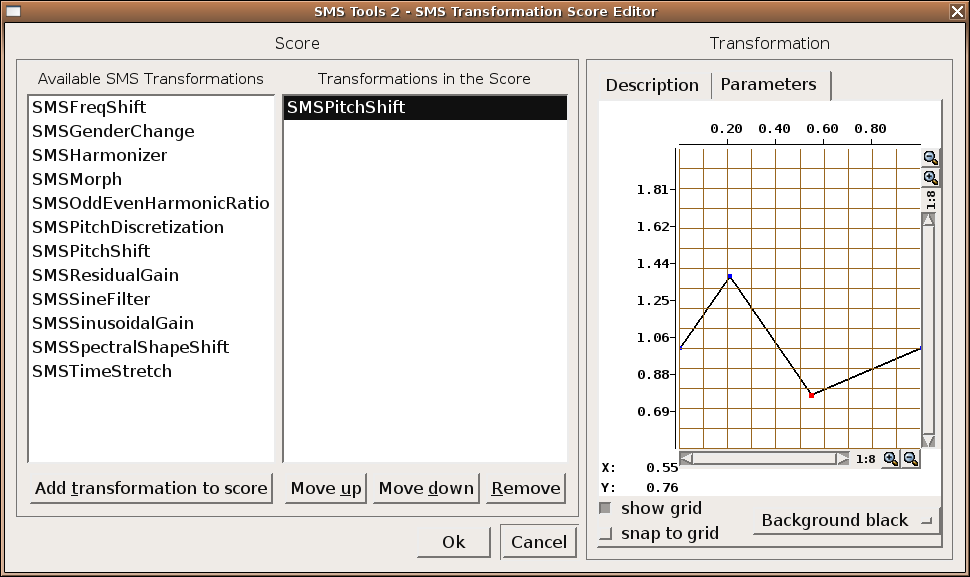 SMS Tools 2 - SMS Transformation Score Editor
Score
Available SMS Transformations
SMSFreqShift
SMSGenderChange
SMSHarmonizer
SMSMorph
SMSOddEvenHarmonicRatio
SMSPitchDiscretization
SMSPitchShift
SMSResidualGain
SMSSineFilter
SMSSinusoidalGain
SMSSpectralShapeShift
SMSTimeStretch
Add transformation to score
Transformations in the Score
SMSPitchShift
Move up Move down Remove
Ok Cancel
Transformation
Description Parameters
0.20 0.40 0.60 0.80
1:8
1.81
1.62
1.44
1.25
1.06
0.88
0.69
1:8
X: 0.55
Y: 0.76
show grid
snap to grid
Background black